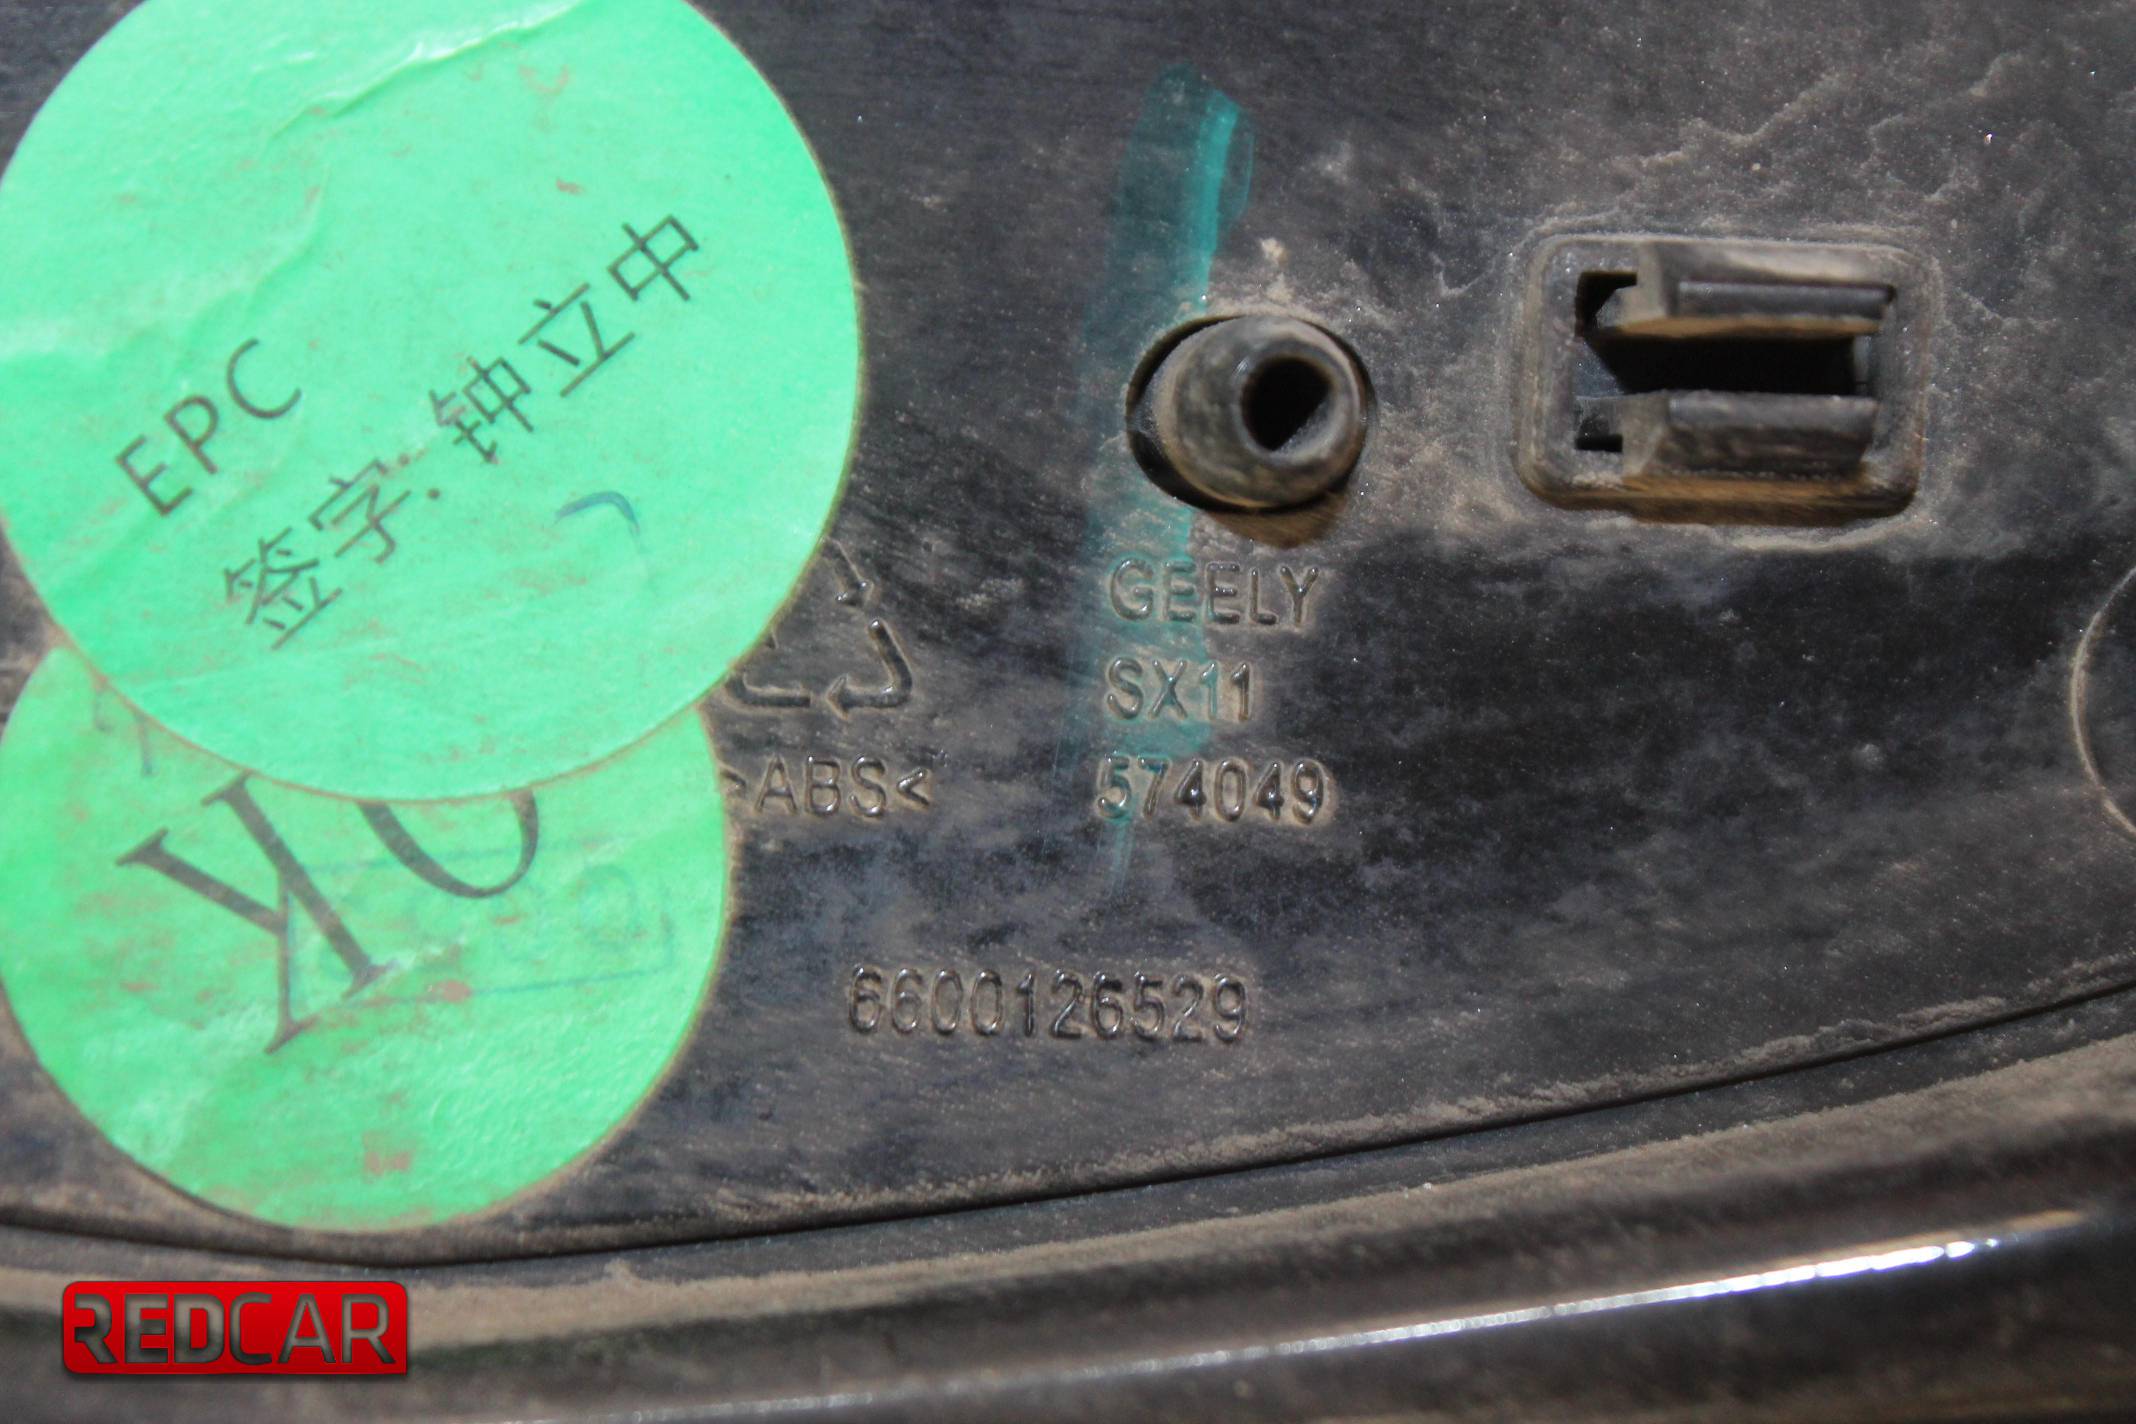 EPC
签字: 钟立中
OK
GEELY
SX11
>ABS<
574049
6600126529
REDCAR